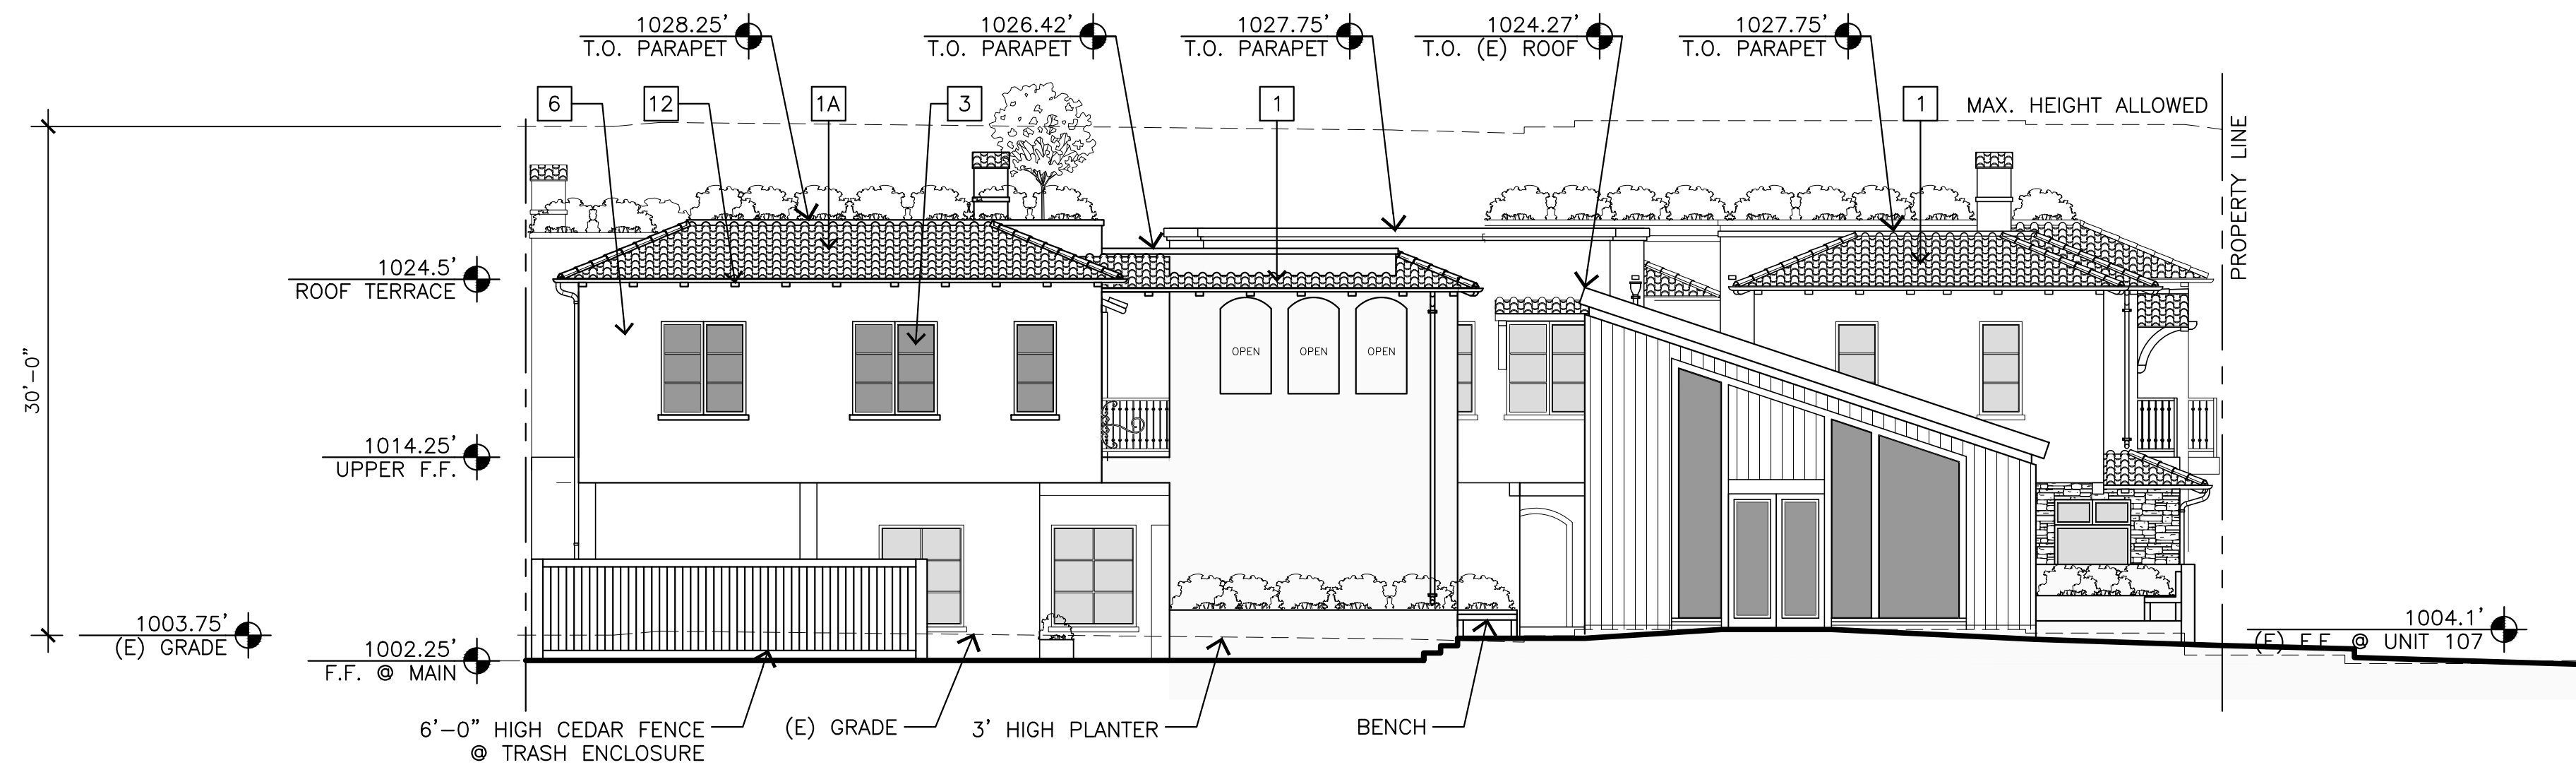 1028.25'
T.O. PARAPET
1026.42'
T.O. PARAPET
1027.75'
T.O. PARAPET
1024.27'
T.O. (E) ROOF
1027.75'
T.O. PARAPET
6
12
1A
3
1
1
MAX. HEIGHT ALLOWED
PROPERTY LINE
1024.5'
ROOF TERRACE
30'-0"
OPEN
OPEN
OPEN
1014.25'
UPPER F.F.
1003.75'
(E) GRADE
1002.25'
F.F. @ MAIN
1004.1'
(E) F.F. @ UNIT 107
6'-0" HIGH CEDAR FENCE
@ TRASH ENCLOSURE
(E) GRADE
3' HIGH PLANTER
BENCH